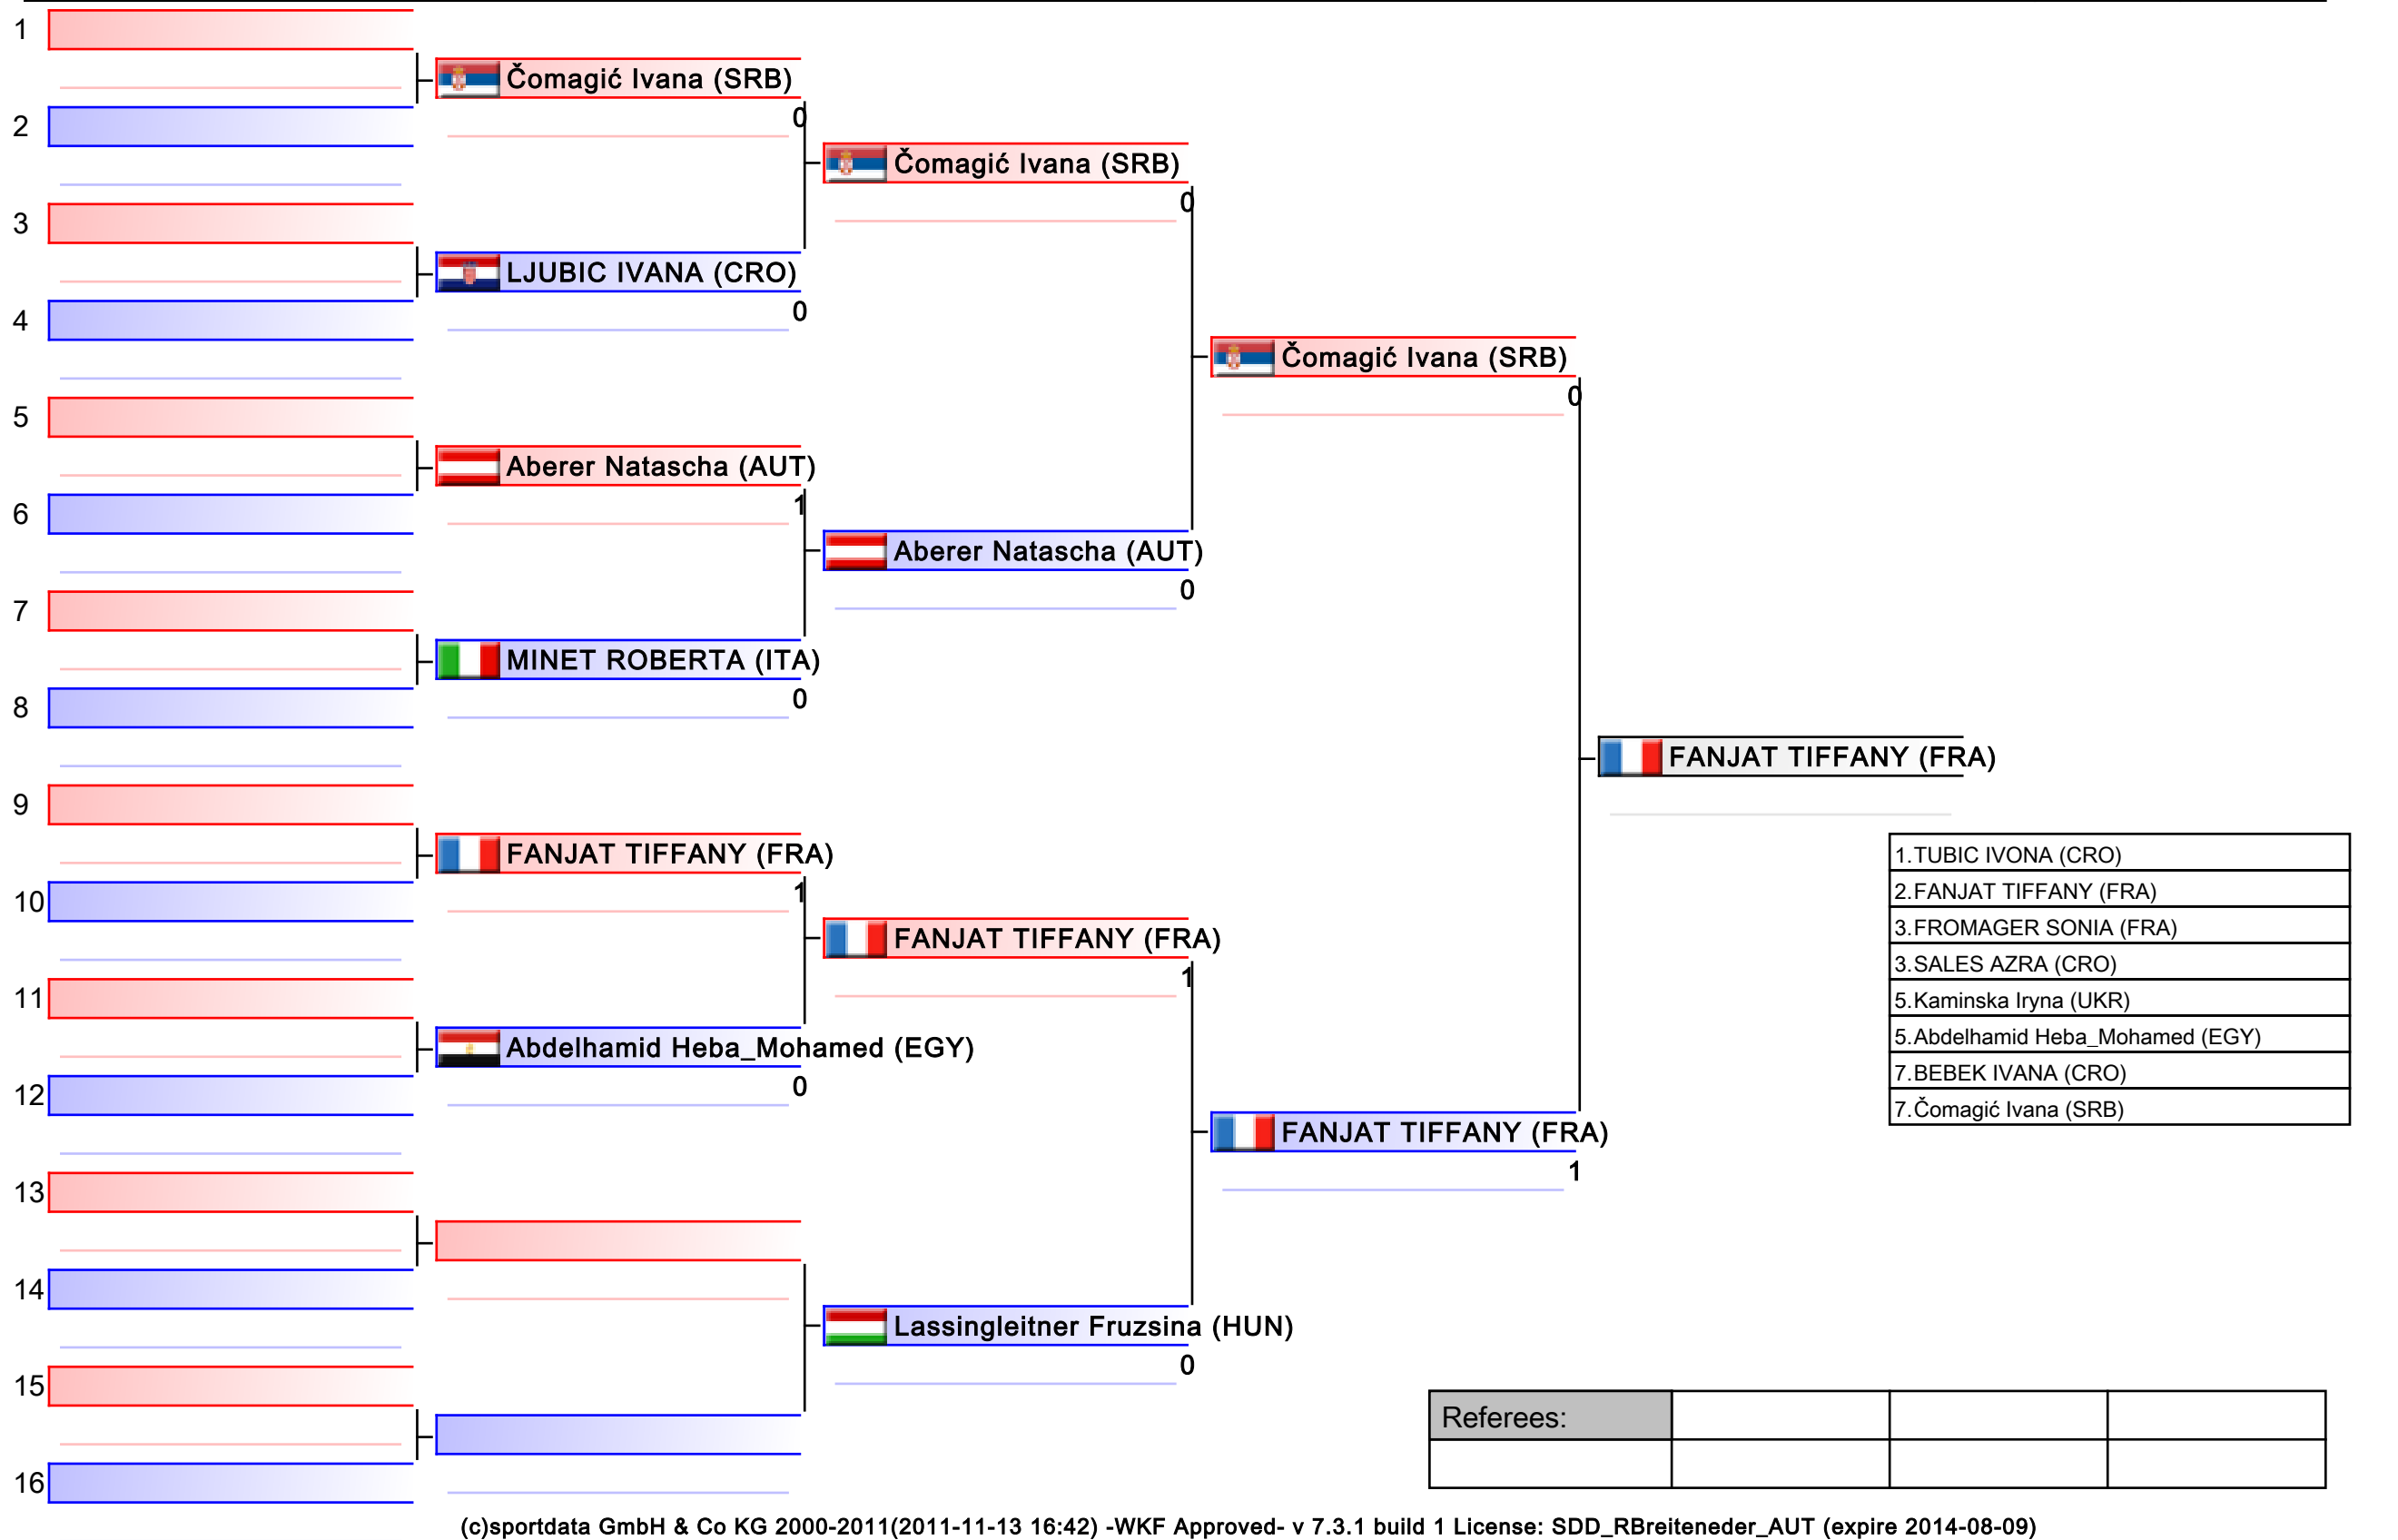 1
Čomagić Ivana (SRB)
0
2
Čomagić Ivana (SRB)
0
3
LJUBIC IVANA (CRO)
0
4
Čomagić Ivana (SRB)
0
5
Aberer Natascha (AUT)
1
6
Aberer Natascha (AUT)
0
7
MINET ROBERTA (ITA)
0
8
FANJAT TIFFANY (FRA)
9
FANJAT TIFFANY (FRA)
1
10
FANJAT TIFFANY (FRA)
1
11
Abdelhamid Heba_Mohamed (EGY)
0
12
FANJAT TIFFANY (FRA)
1
13
14
Lassingleitner Fruzsina (HUN)
0
15
16
1.TUBIC IVONA (CRO)
2.FANJAT TIFFANY (FRA)
3.FROMAGER SONIA (FRA)
3.SALES AZRA (CRO)
5.Kaminska Iryna (UKR)
5.Abdelhamid Heba_Mohamed (EGY)
7.BEBEK IVANA (CRO)
7.Čomagić Ivana (SRB)
Referees:
(c)sportdata GmbH & Co KG 2000-2011(2011-11-13 16:42) -WKF Approved- v 7.3.1 build 1 License: SDD_RBreiteneder_AUT (expire 2014-08-09)